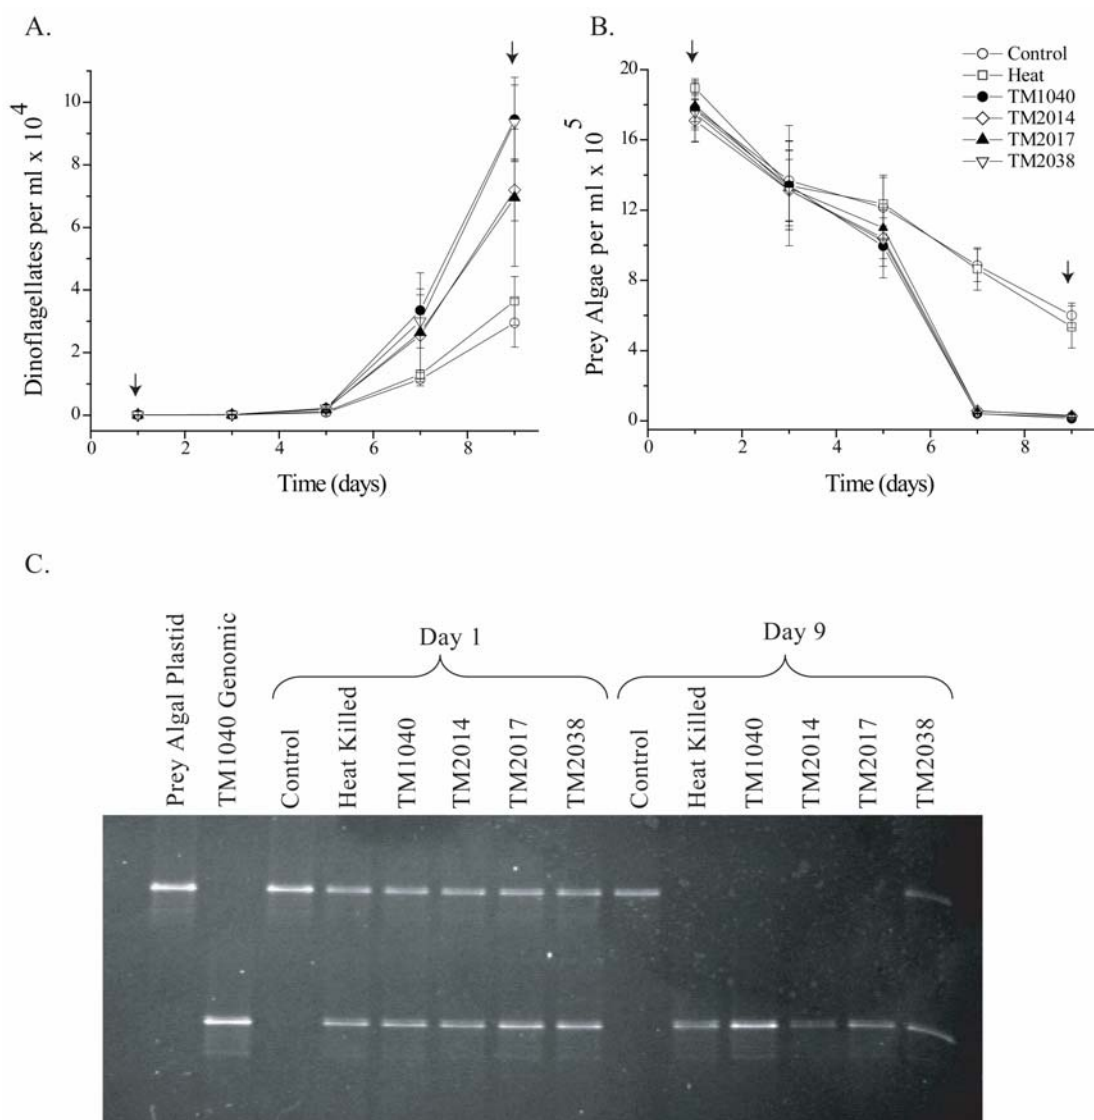 A.
Dinoflagellates per ml x 10^4
10
8
6
4
2
0
0 2 4 6 8
Time (days)
B.
Prey Algae per ml x 10^5
20
16
12
8
4
0
0 2 4 6 8
Time (days)
Control
Heat
TM1040
TM2014
TM2017
TM2038
C.
Day 1
Day 9
Prey Algal Plastid
TM1040 Genomic
Control
Heat Killed
TM1040
TM2014
TM2017
TM2038
Control
Heat Killed
TM1040
TM2014
TM2017
TM2038